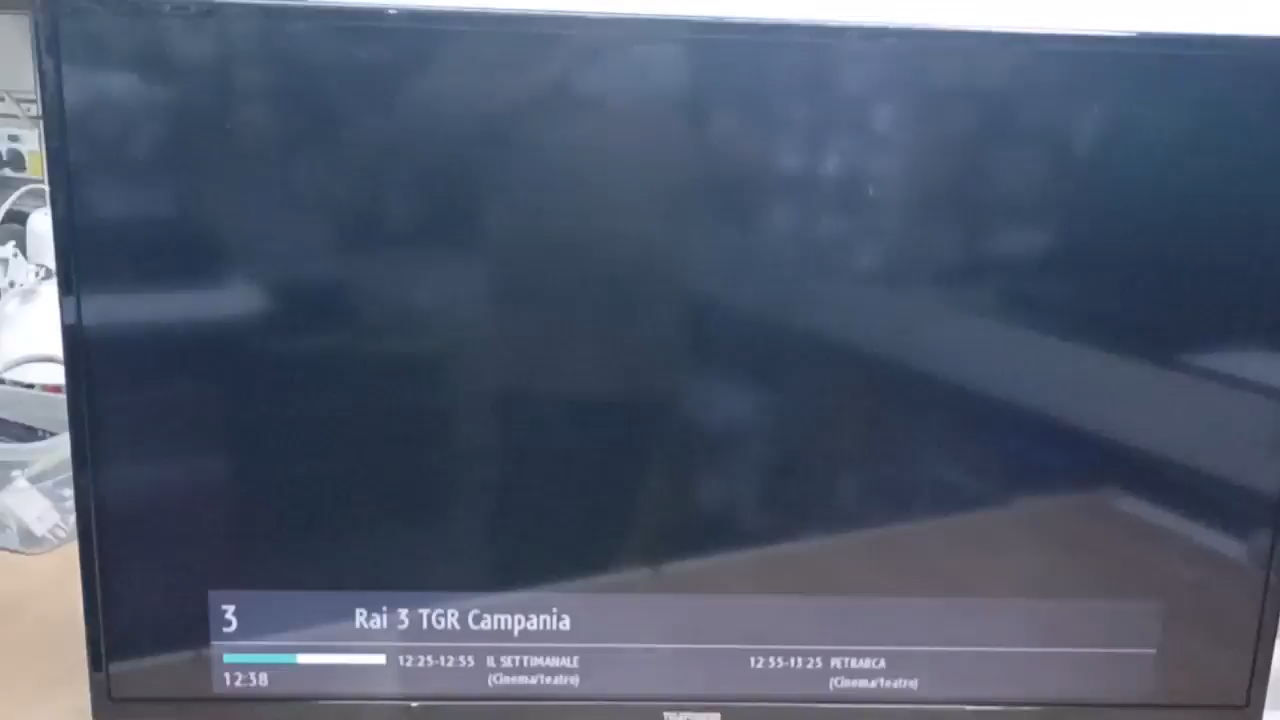 3 Rai 3 TGR Campania
12:25-12:55 IL SETTIMANALE 12:55-13:25 PETRARCA
12:38 (Cinema/teatro) (Cinema/teatro)